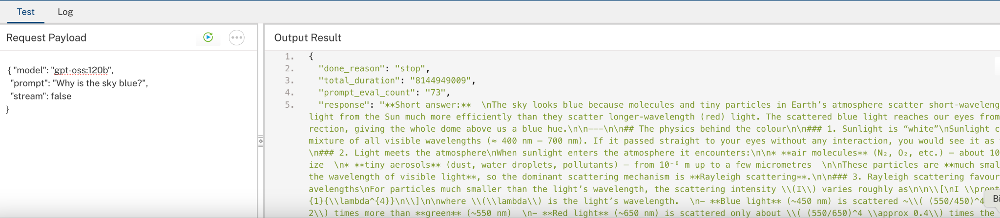 Test Log
Request Payload
{ "model": "gpt-oss:120b",
"prompt": "Why is the sky blue?",
"stream": false
}
Output Result
1. {
2. "done_reason": "stop",
3. "total_duration": "8144949009",
4. "prompt_eval_count": "73",
5. "response": "**Short answer:**  \nThe sky looks blue because molecules and tiny particles in Earth’s atmosphere scatter short-waveleng
light from the Sun much more efficiently than they scatter longer-wavelength (red) light. The scattered blue light reaches our eyes from
rection, giving the whole dome above us a blue hue.\n\n---\n\n## The physics behind the colour\n\n### 1. Sunlight is “white”\nSunlight c
mixture of all visible wavelengths (≈ 400 nm – 700 nm). If it passed straight to your eyes without any interaction, you would see it as
\n### 2. Light meets the atmosphere\nWhen sunlight enters the atmosphere it encounters:\n\n* **air molecules** (N₂, O₂, etc.) – about 10
ize  \n* **tiny aerosols** (dust, water droplets, pollutants) – from 10⁻⁸ m up to a few micrometres  \n\nThese particles are **much smal
the wavelength of visible light**, so the dominant scattering mechanism is **Rayleigh scattering**.\n\n### 3. Rayleigh scattering favour
avelengths\nFor particles much smaller than the light’s wavelength, the scattering intensity \\(I\\) varies roughly as\n\n\\[\nI \\propt
{1}{\\lambda^{4}}\n\\]\n\nwhere \\(\\lambda\\) is the light’s wavelength.  \n- **Blue light** (~450 nm) is scattered ~\\( (550/450)^4
2\\) times more than **green** (~550 nm)  \n- **Red light** (~650 nm) is scattered only about \\( (550/650)^4 \\approx 0.4\\) times the
Bi